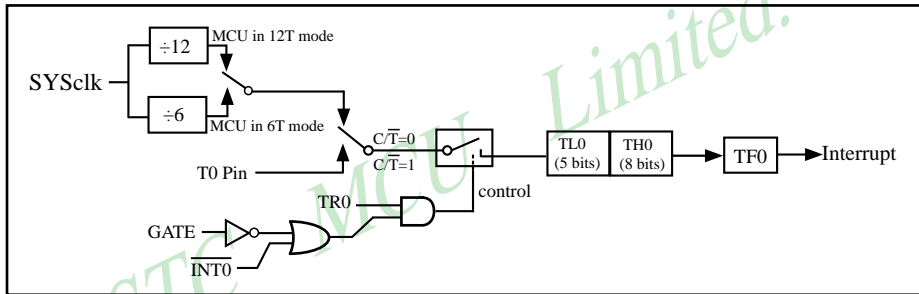 ÷12
MCU in 12T mode
SYSclk
÷6
MCU in 6T mode
C/T̅=0
C/T̅=1
T0 Pin
TL0
(5 bits)
TH0
(8 bits)
TF0
Interrupt
control
TR0
GATE
I̅N̅T̅0̅
STC MCU Limited.